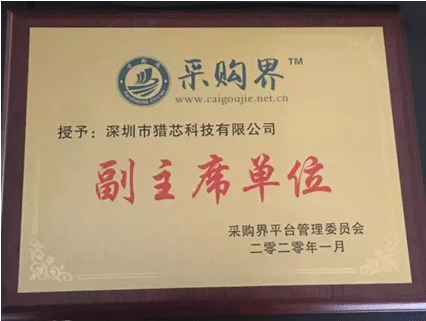 采购界™
www.caigoujie.net.cn
授予：深圳市猎芯科技有限公司
副主席单位
采购界平台管理委员会
二零二零年一月